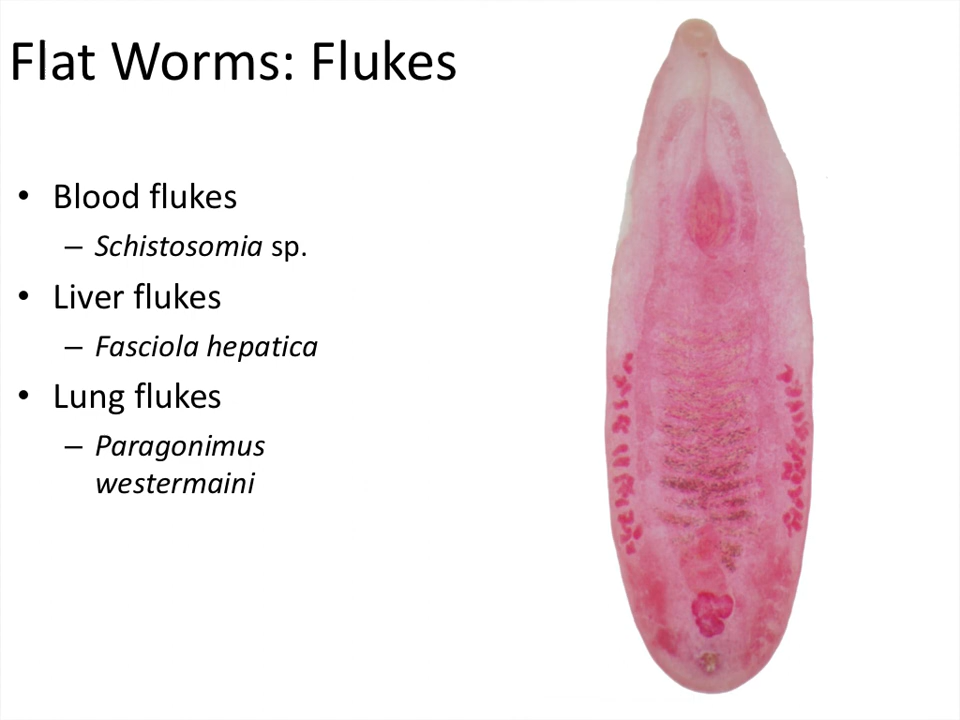 Flat Worms: Flukes
• Blood flukes
– Schistosomia sp.
• Liver flukes
– Fasciola hepatica
• Lung flukes
– Paragonimus
westermaini